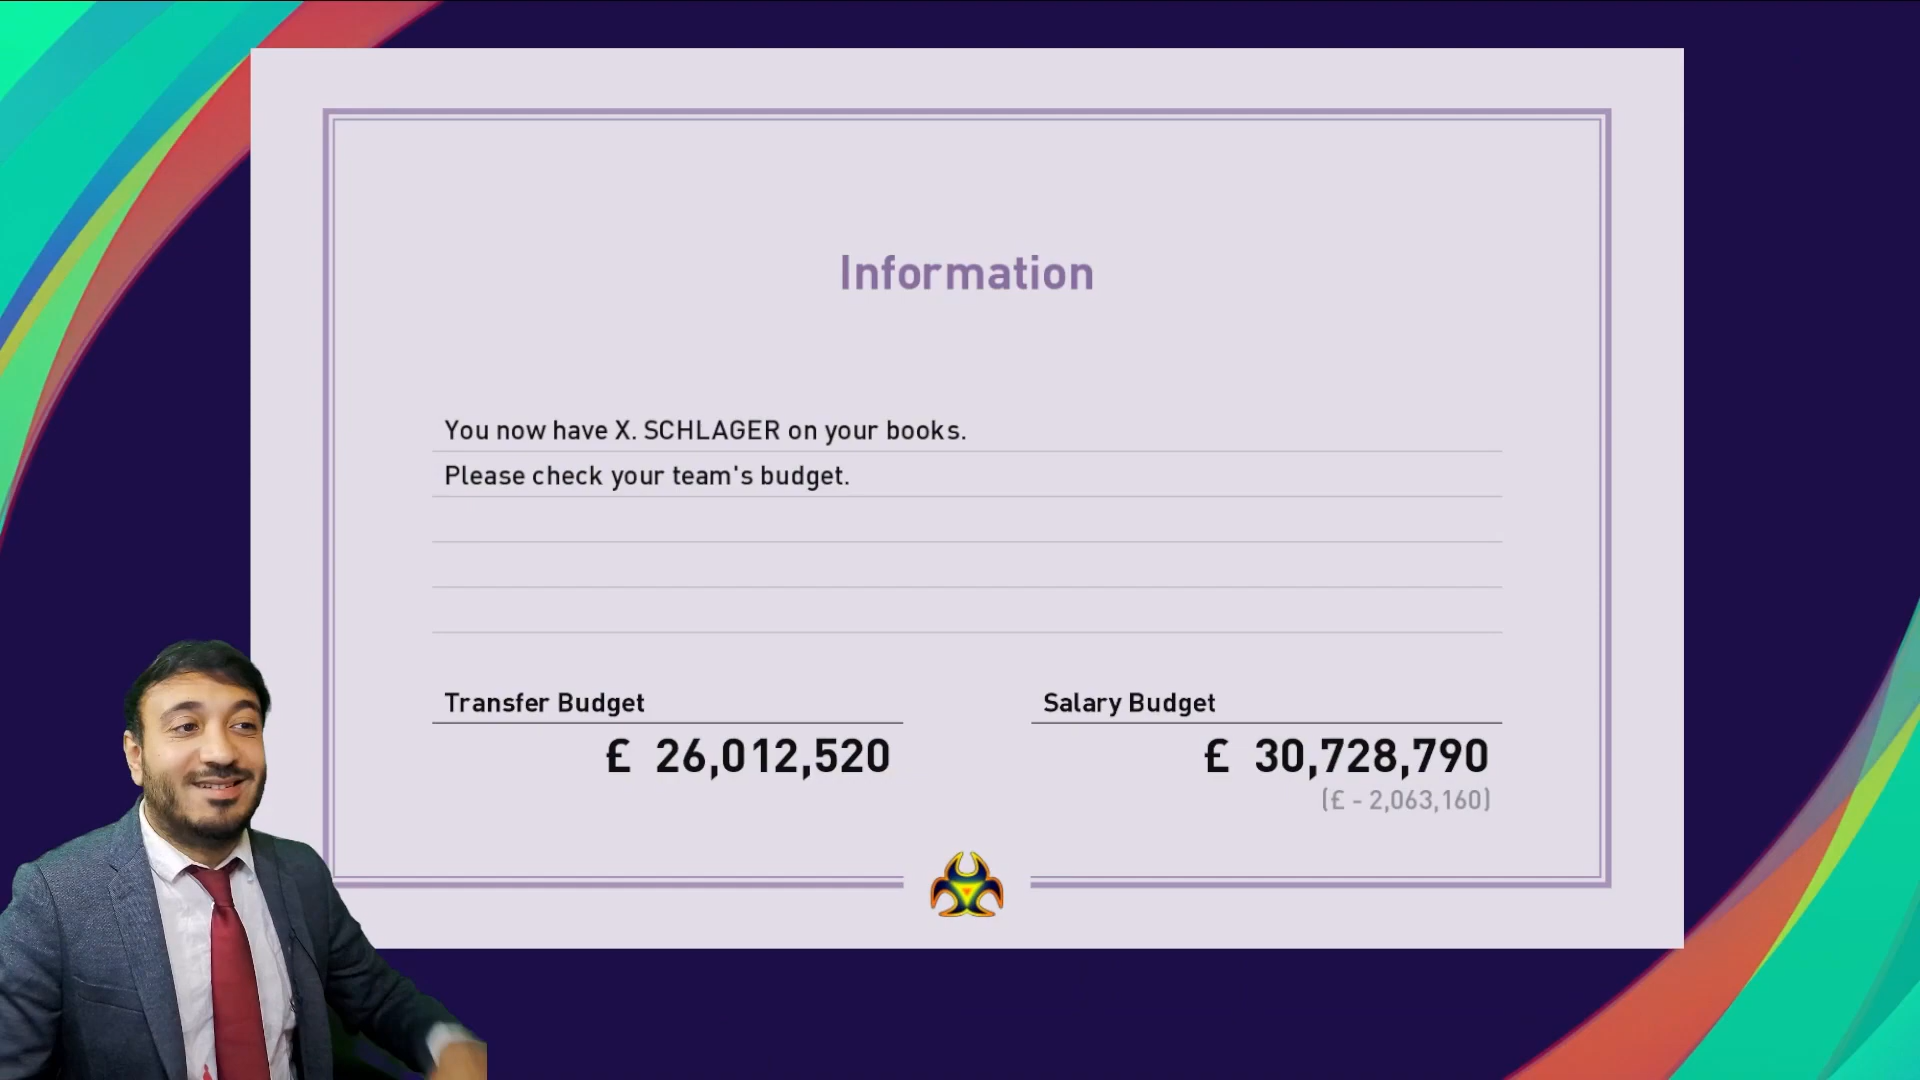 Information
You now have X. SCHLAGER on your books.
Please check your team's budget.
Transfer Budget
£ 26,012,520
Salary Budget
£ 30,728,790
(£ - 2,063,160)